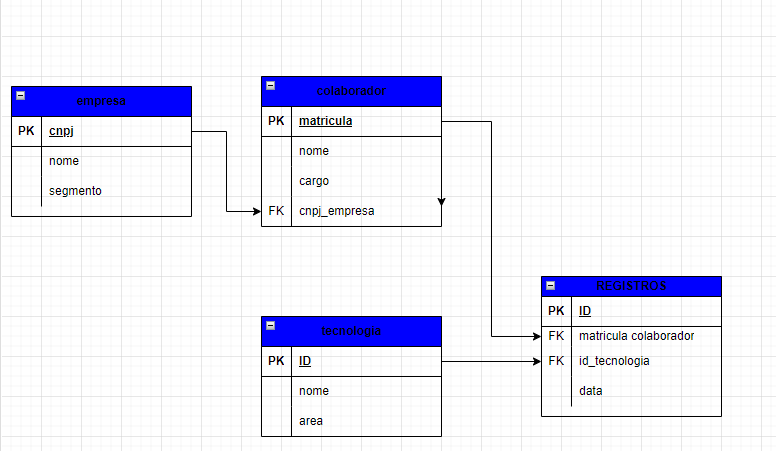 empresa
PK cnpj
nome
segmento
colaborador
PK matricula
nome
cargo
FK cnpj_empresa
tecnologia
PK ID
nome
area
REGISTROS
PK ID
FK matricula colaborador
FK id_tecnologia
data